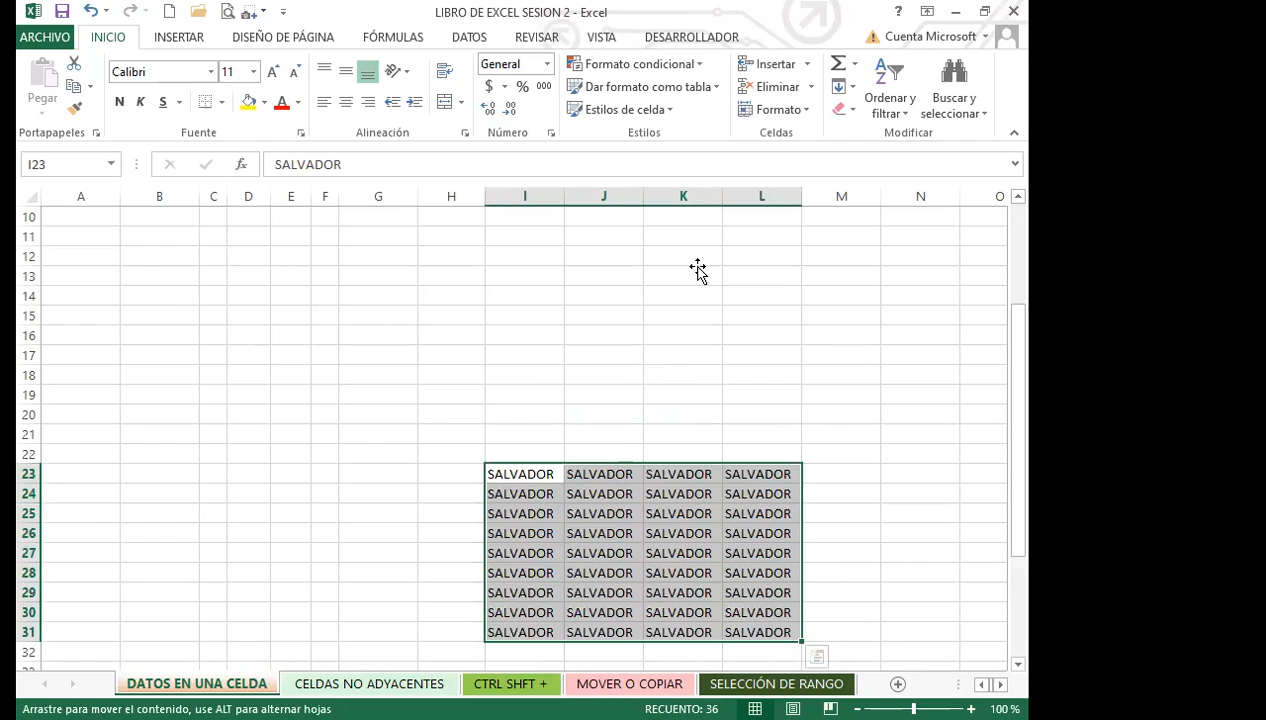 LIBRO DE EXCEL SESION 2 - Excel
ARCHIVO INICIO INSERTAR DISEÑO DE PÁGINA FÓRMULAS DATOS REVISAR VISTA DESARROLLADOR Cuenta Microsoft
Pegar
Calibri 11
N K S
General
$ % 000
Formato condicional
Dar formato como tabla
Estilos de celda
Insertar
Eliminar
Formato
Ordenar y filtrar
Buscar y seleccionar
Portapapeles Fuente Alineación Número Estilos Celdas Modificar
I23 fx SALVADOR
A B C D E F G H I J K L M N O
10
11
12
13
14
15
16
17
18
19
20
21
22
23 SALVADOR SALVADOR SALVADOR SALVADOR
24 SALVADOR SALVADOR SALVADOR SALVADOR
25 SALVADOR SALVADOR SALVADOR SALVADOR
26 SALVADOR SALVADOR SALVADOR SALVADOR
27 SALVADOR SALVADOR SALVADOR SALVADOR
28 SALVADOR SALVADOR SALVADOR SALVADOR
29 SALVADOR SALVADOR SALVADOR SALVADOR
30 SALVADOR SALVADOR SALVADOR SALVADOR
31 SALVADOR SALVADOR SALVADOR SALVADOR
32
DATOS EN UNA CELDA CELDAS NO ADYACENTES CTRL SHFT + MOVER O COPIAR SELECCIÓN DE RANGO
Arrastre para mover el contenido, use ALT para alternar hojas RECUENTO: 36 100 %